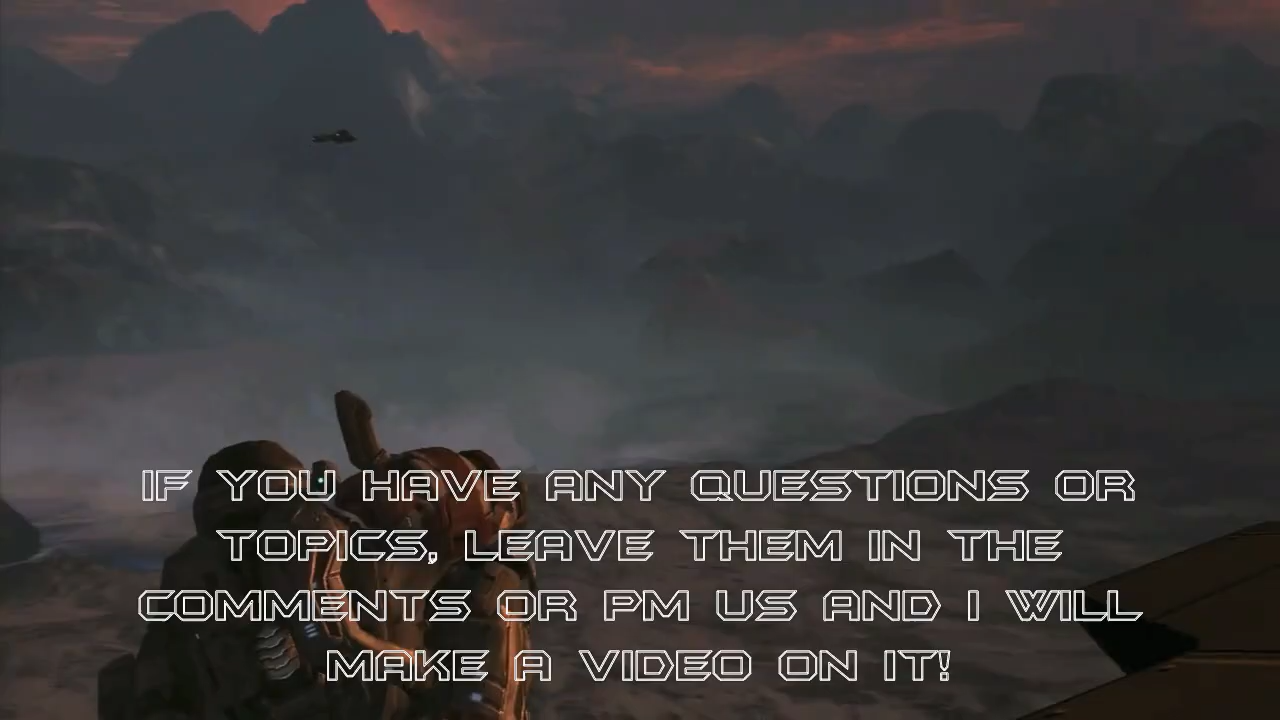 IF YOU HAVE ANY QUESTIONS OR
TOPICS, LEAVE THEM IN THE
COMMENTS OR PM US AND I WILL
MAKE A VIDEO ON IT!